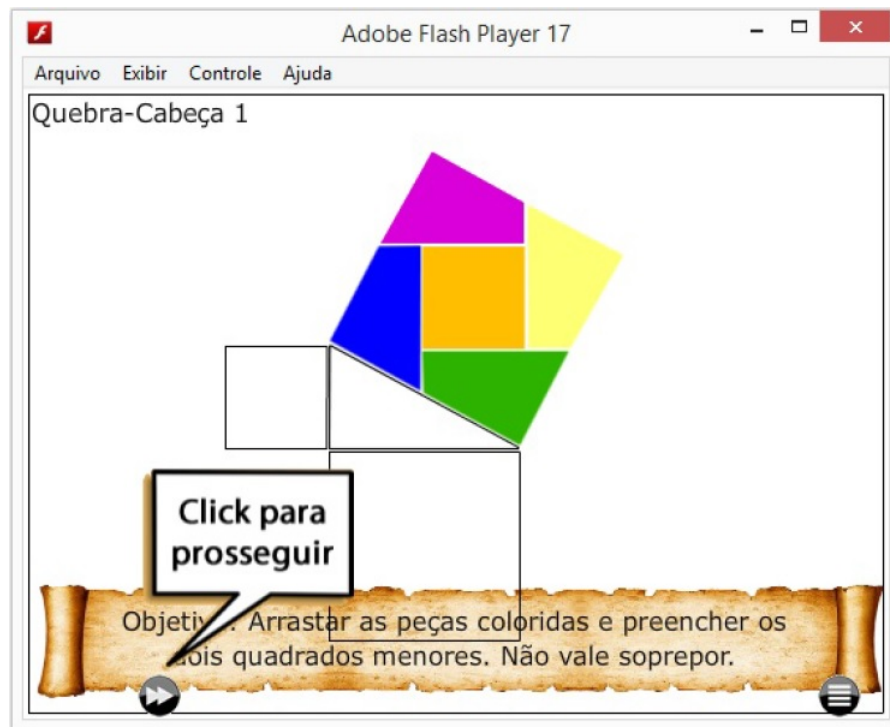 Adobe Flash Player 17
Arquivo Exibir Controle Ajuda
Quebra-Cabeça 1
Click para
prosseguir
Arrastar as peças coloridas e preencher os
dois quadrados menores. Não vale soprepor.